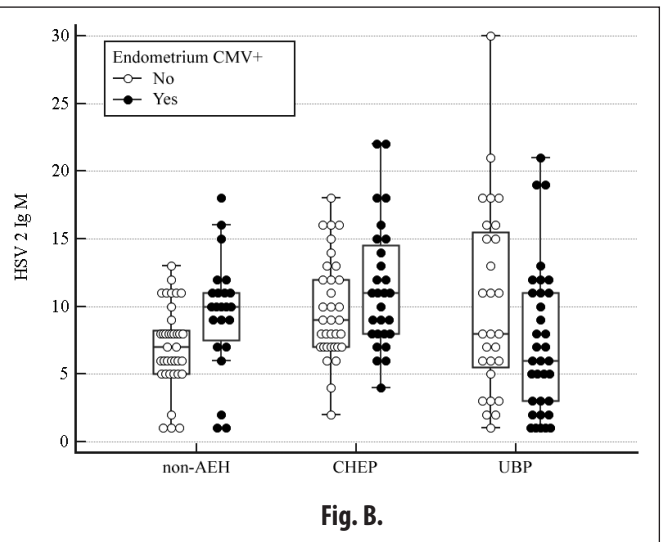 30
25
20
15
10
5
0
HSV 2 Ig M
Endometrium CMV+
No
Yes
non-AEH CHEP UBP
Fig. B.